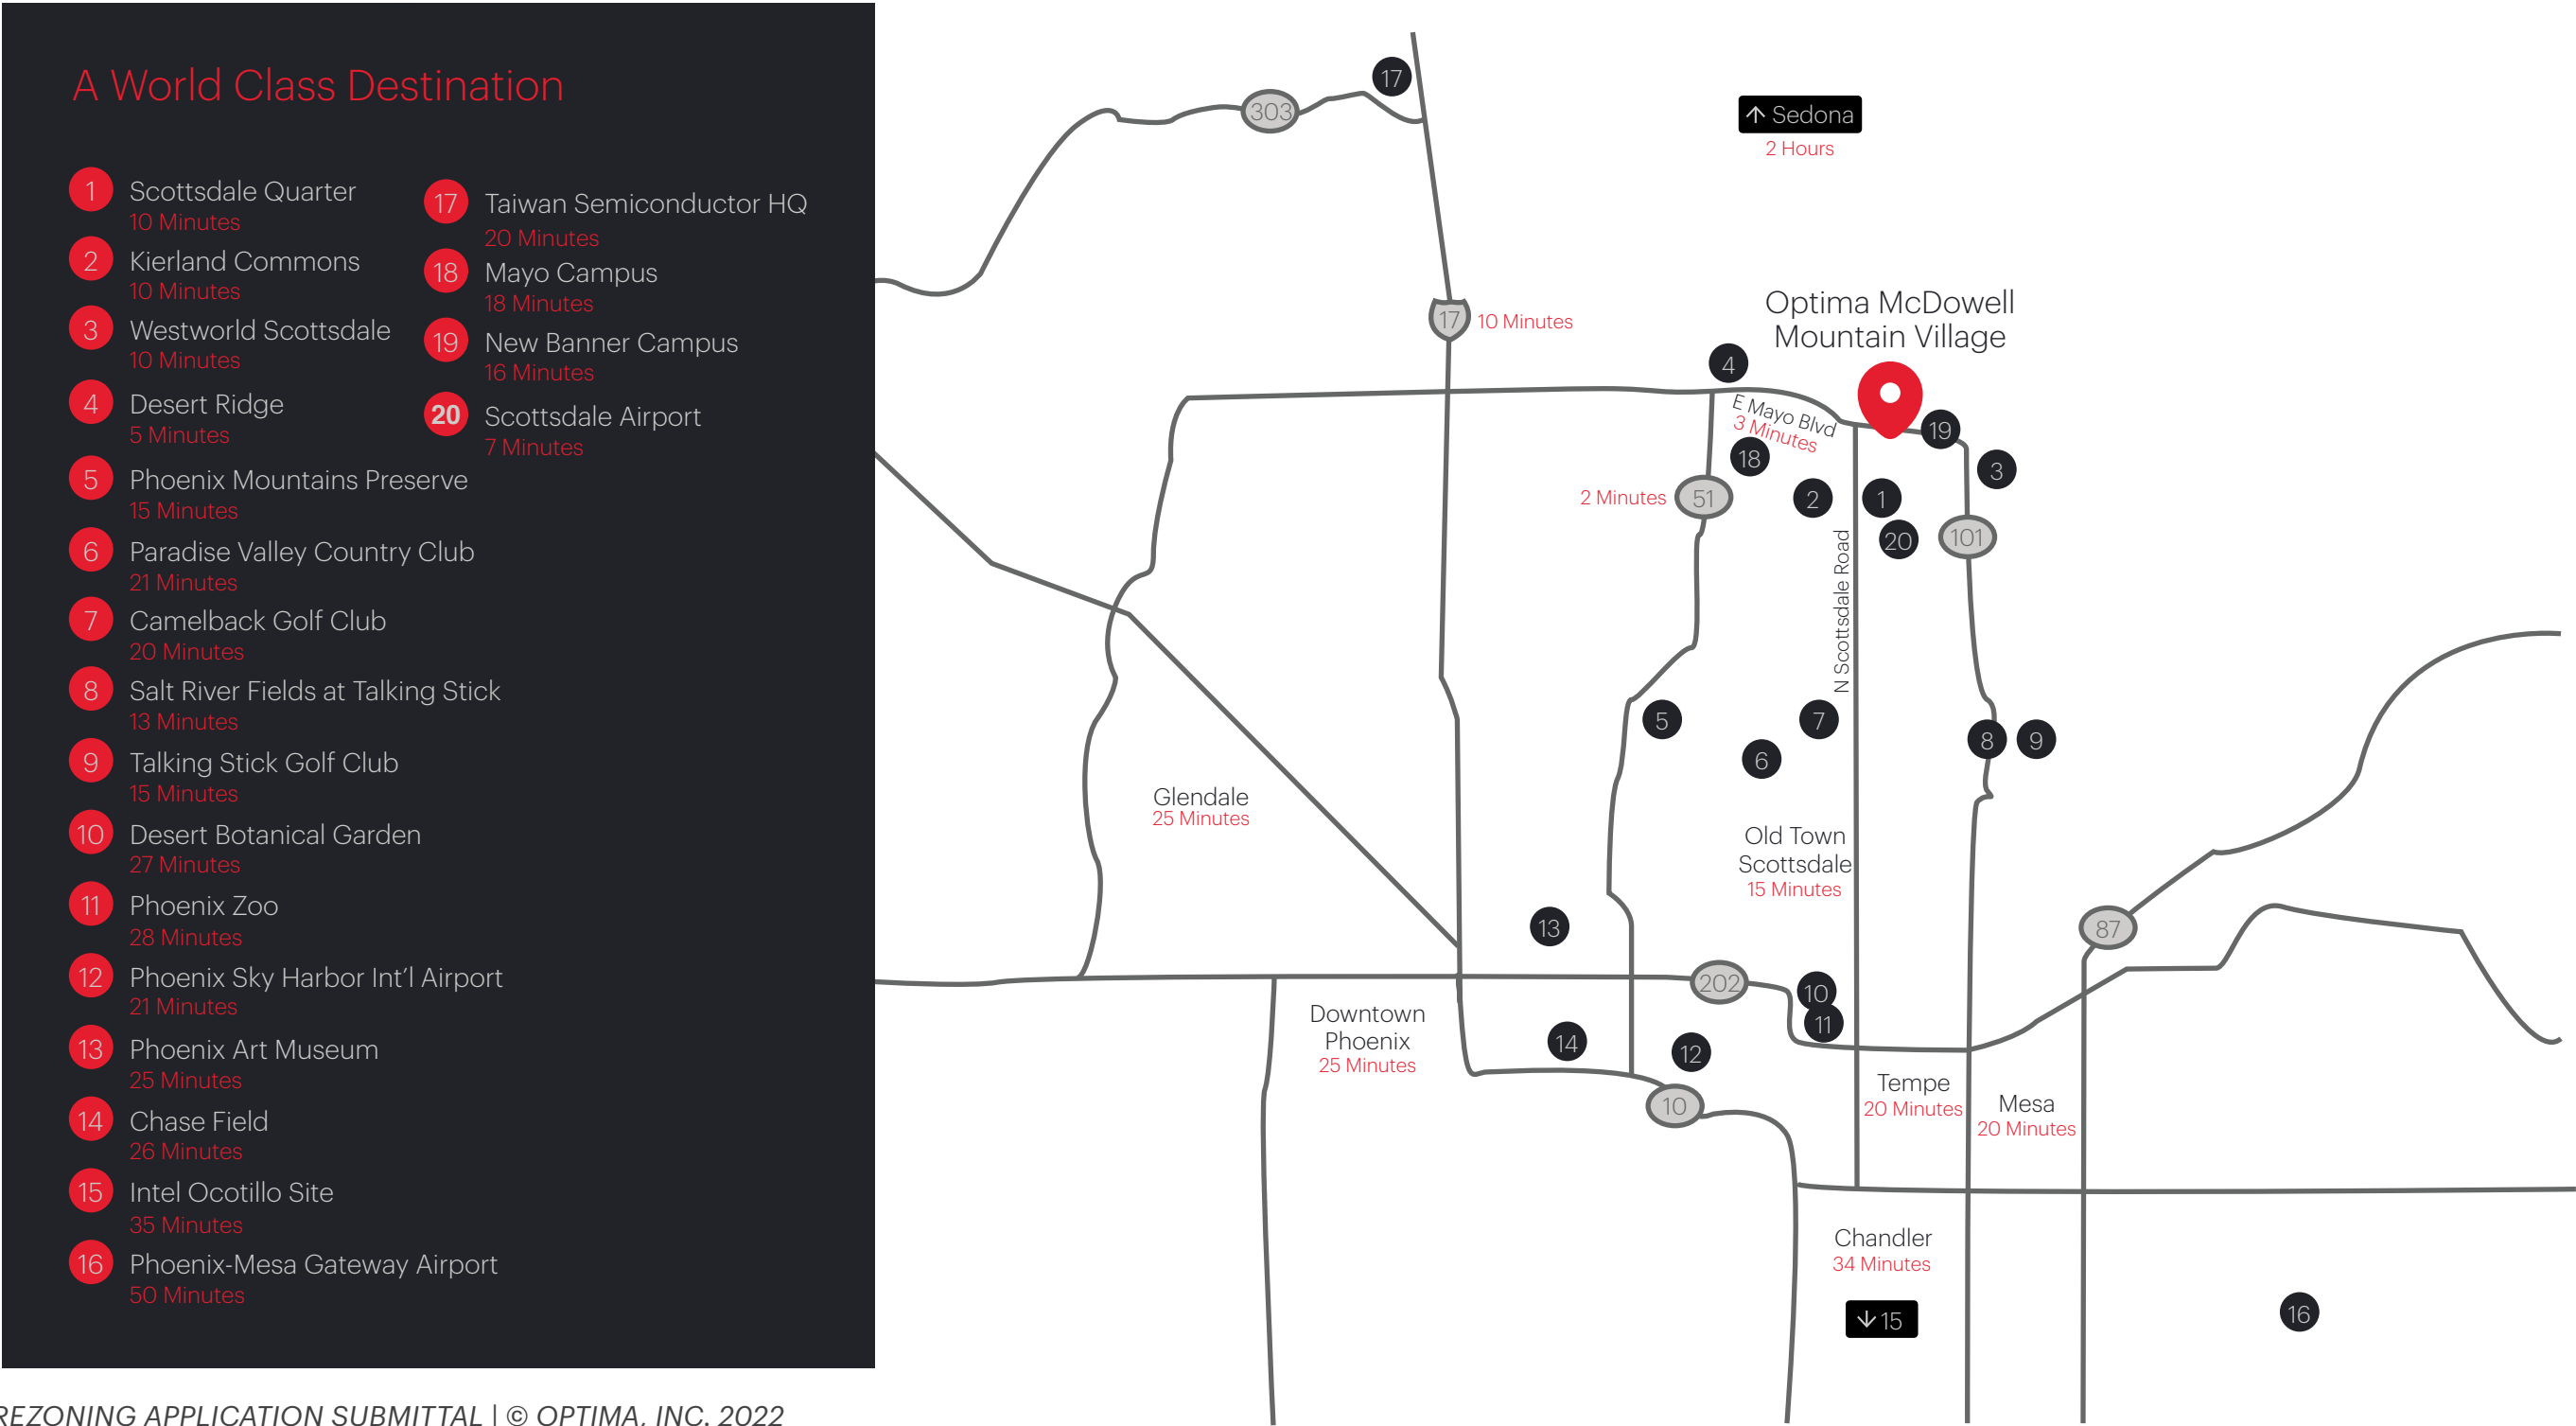 A World Class Destination
1 Scottsdale Quarter
10 Minutes
2 Kierland Commons
10 Minutes
3 Westworld Scottsdale
10 Minutes
4 Desert Ridge
5 Minutes
5 Phoenix Mountains Preserve
15 Minutes
6 Paradise Valley Country Club
21 Minutes
7 Camelback Golf Club
20 Minutes
8 Salt River Fields at Talking Stick
13 Minutes
9 Talking Stick Golf Club
15 Minutes
10 Desert Botanical Garden
27 Minutes
11 Phoenix Zoo
28 Minutes
12 Phoenix Sky Harbor Int’l Airport
21 Minutes
13 Phoenix Art Museum
25 Minutes
14 Chase Field
26 Minutes
15 Intel Ocotillo Site
35 Minutes
16 Phoenix-Mesa Gateway Airport
50 Minutes
17 Taiwan Semiconductor HQ
20 Minutes
18 Mayo Campus
18 Minutes
19 New Banner Campus
16 Minutes
20 Scottsdale Airport
7 Minutes
17
303
↑ Sedona
2 Hours
17 10 Minutes
Optima McDowell
Mountain Village
4
E Mayo Blvd
3 Minutes
19
18
3
2 Minutes 51
2
1
20
101
N Scottsdale Road
5
7
6
8
9
Glendale
25 Minutes
Old Town
Scottsdale
15 Minutes
13
87
202
10
11
Downtown
Phoenix
25 Minutes
14
12
10
Tempe
20 Minutes
Mesa
20 Minutes
Chandler
34 Minutes
↓ 15
16
REZONING APPLICATION SUBMITTAL | © OPTIMA, INC. 2022